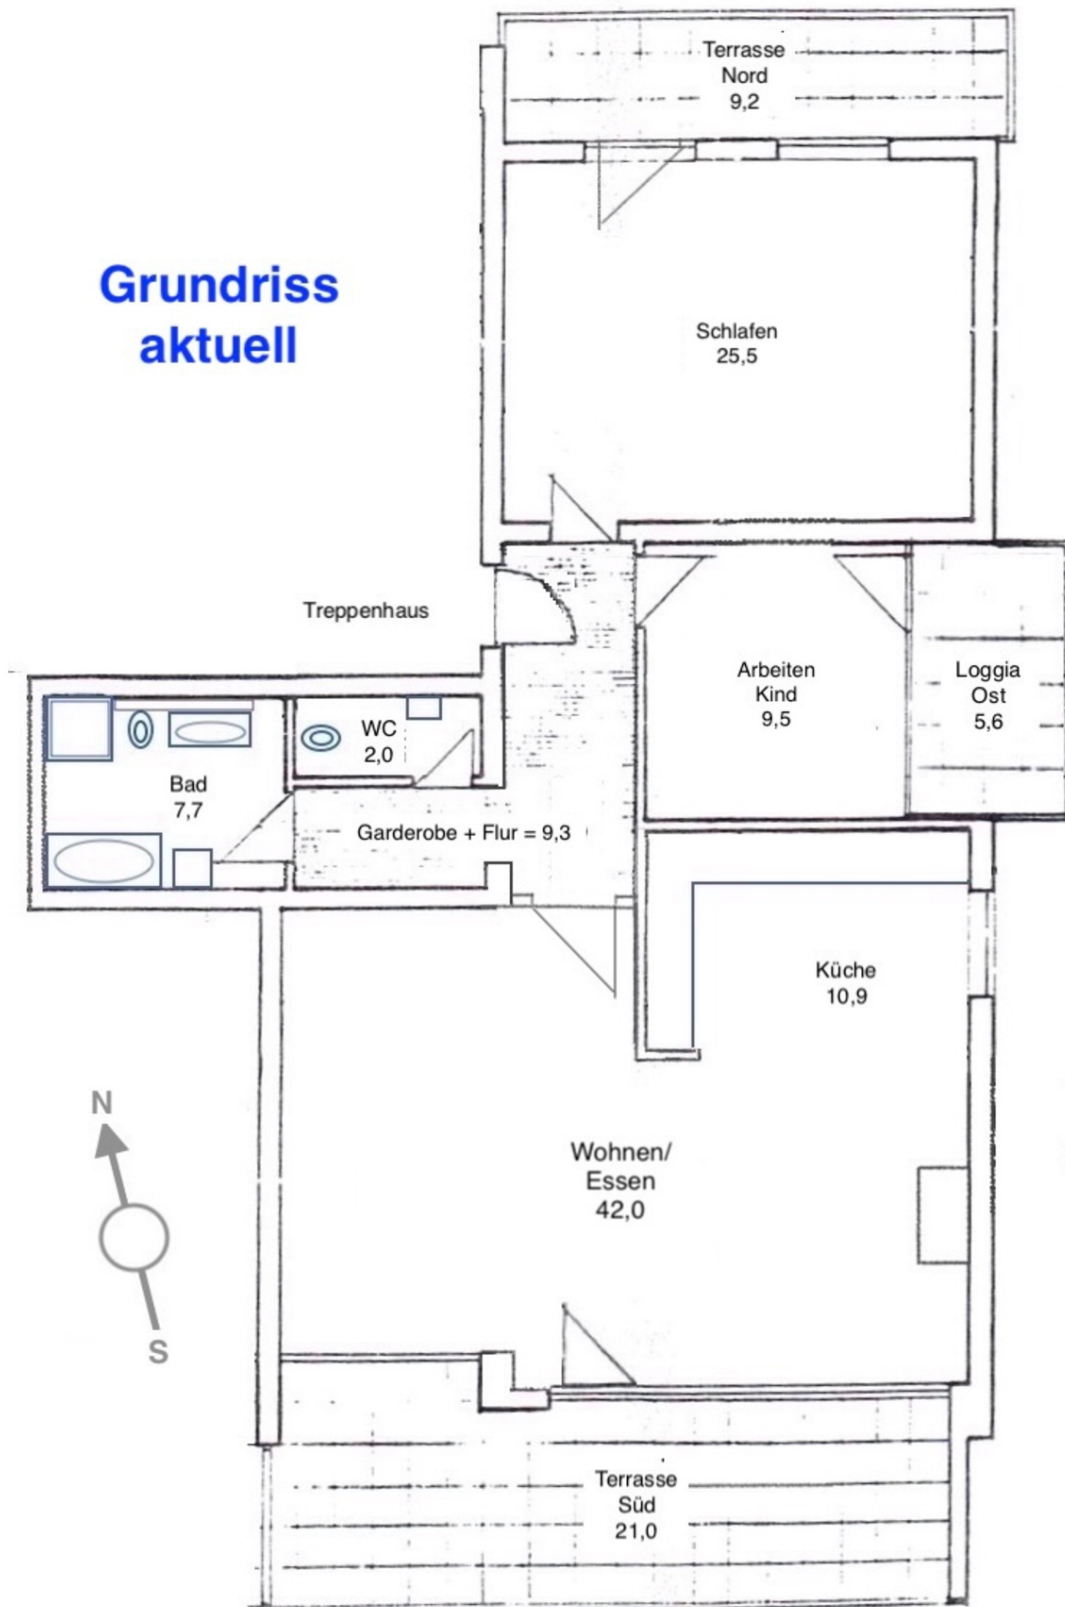 Terrasse
Nord
9,2
Grundriss
aktuell
Schlafen
25,5
Treppenhaus
Arbeiten
Kind
9,5
Loggia
Ost
5,6
WC
2,0
Bad
7,7
Garderobe + Flur = 9,3
Küche
10,9
N
S
Wohnen/
Essen
42,0
Terrasse
Süd
21,0